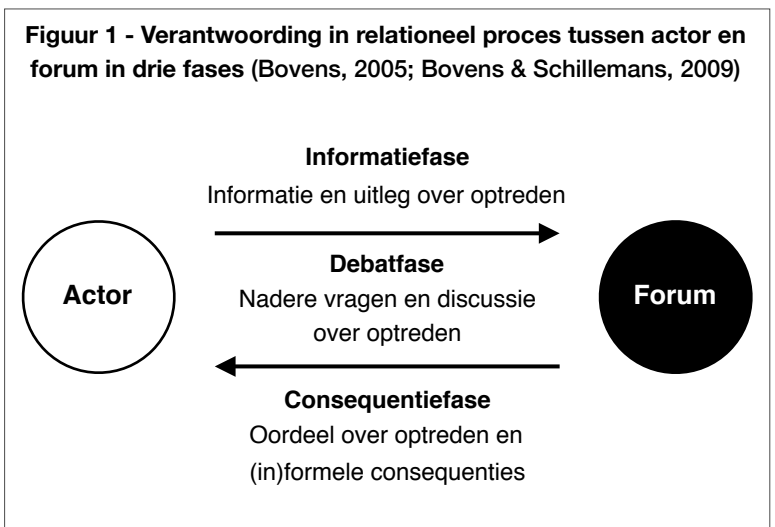 Figuur 1 - Verantwoording in relationeel proces tussen actor en
forum in drie fases (Bovens, 2005; Bovens & Schillemans, 2009)
Informatiefase
Informatie en uitleg over optreden
Actor
Debatfase
Nadere vragen en discussie
over optreden
Forum
Consequentiefase
Oordeel over optreden en
(in)formele consequenties